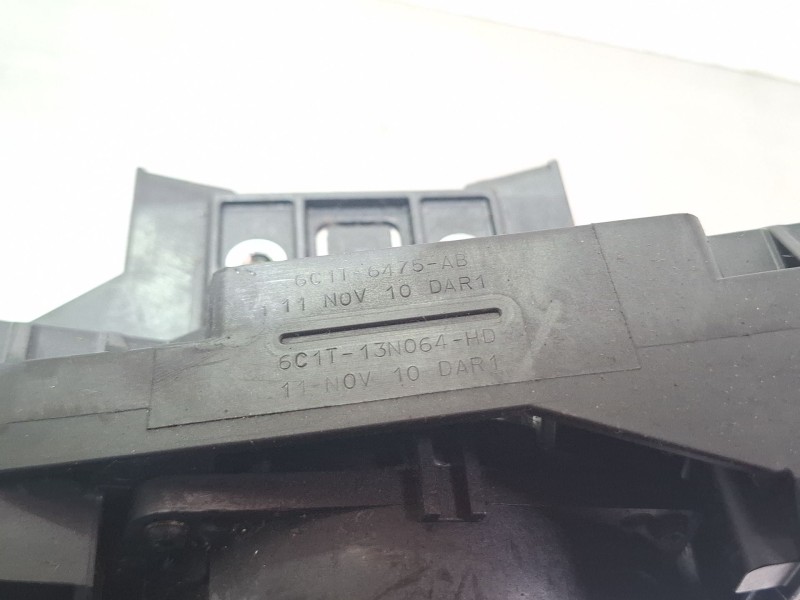 6C1T-6475-AB
11 NOV 10 DAR1
6C1T-13N064-HD
11 NOV 10 DAR1